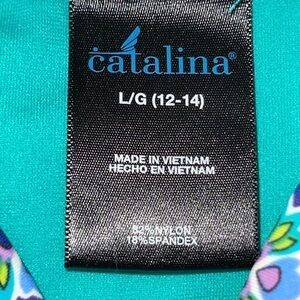 catalina®
L/G (12-14)
MADE IN VIETNAM
HECHO EN VIETNAM
82%NYLON
18%SPANDEX